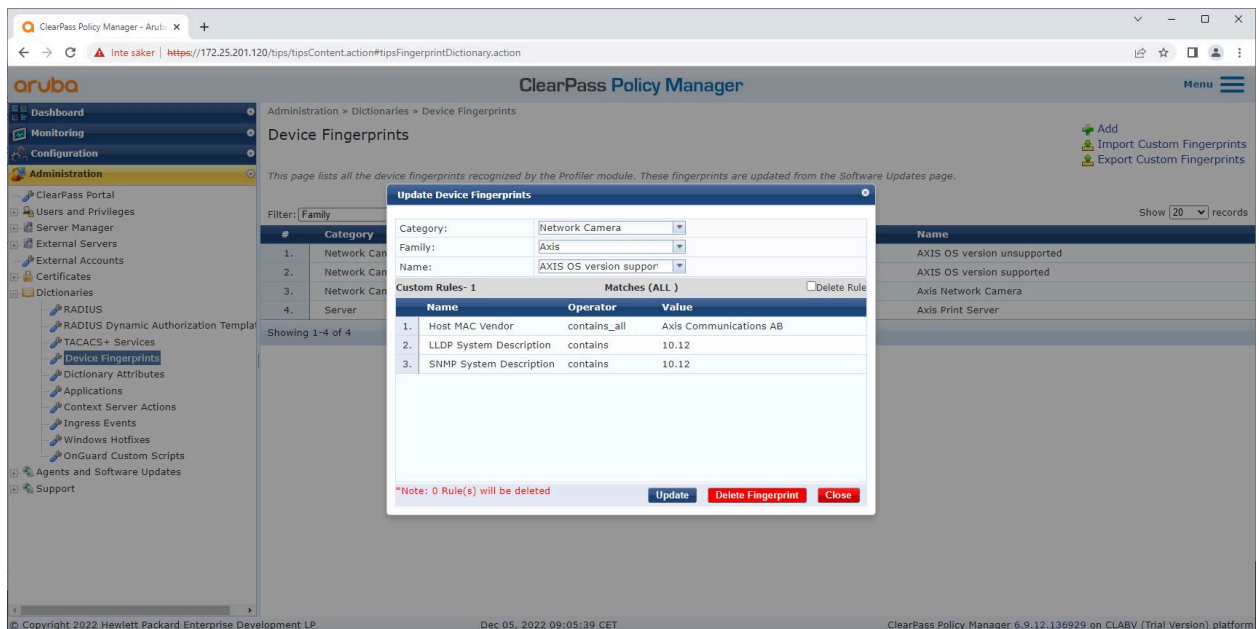 ClearPass Policy Manager - Arub
Inte säker | https://172.25.201.120/tips/tipsContent.action#tipsFingerprintDictionary.action
aruba
ClearPass Policy Manager
Menu
Dashboard
Monitoring
Configuration
Administration
ClearPass Portal
Users and Privileges
Server Manager
External Servers
External Accounts
Certificates
Dictionaries
RADIUS
RADIUS Dynamic Authorization Templat
TACACS+ Services
Device Fingerprints
Dictionary Attributes
Applications
Context Server Actions
Ingress Events
Windows Hotfixes
OnGuard Custom Scripts
Agents and Software Updates
Support
Administration » Dictionaries » Device Fingerprints
Device Fingerprints
Add
Import Custom Fingerprints
Export Custom Fingerprints
This page lists all the device fingerprints recognized by the Profiler module. These fingerprints are updated from the Software Updates page.
Filter: Family
Show 20 records
# Category Name
1. Network Can AXIS OS version unsupported
2. Network Can AXIS OS version supported
3. Network Can Axis Network Camera
4. Server Axis Print Server
Showing 1-4 of 4
Update Device Fingerprints
Category: Network Camera
Family: Axis
Name: AXIS OS version suppor
Custom Rules- 1 Matches (ALL ) Delete Rule
Name Operator Value
1. Host MAC Vendor contains_all Axis Communications AB
2. LLDP System Description contains 10.12
3. SNMP System Description contains 10.12
*Note: 0 Rule(s) will be deleted
Update Delete Fingerprint Close
© Copyright 2022 Hewlett Packard Enterprise Development LP Dec 05, 2022 09:05:39 CET ClearPass Policy Manager 6.9.12.136929 on CLABV (Trial Version) platform